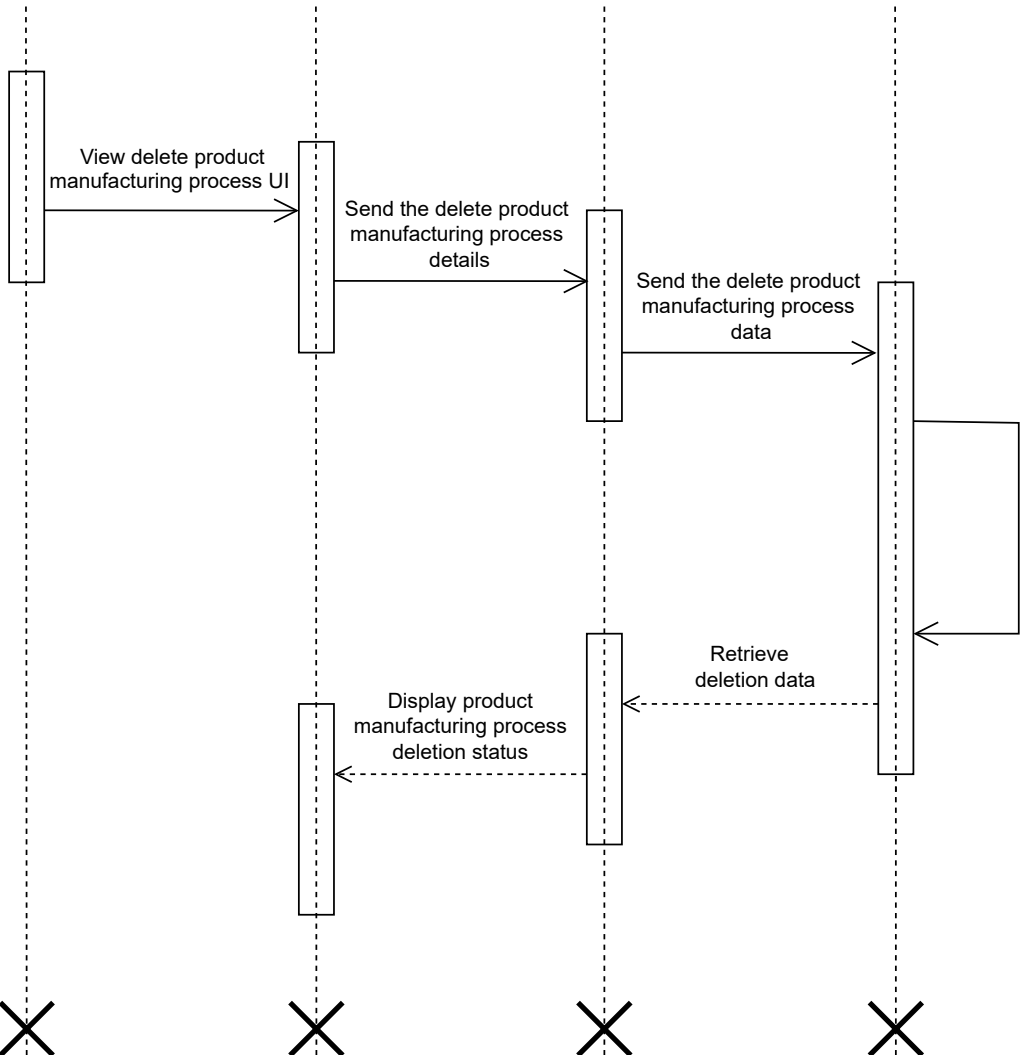 View delete product
manufacturing process UI
Send the delete product
manufacturing process
details
Send the delete product
manufacturing process
data
Retrieve
deletion data
Display product
manufacturing process
deletion status